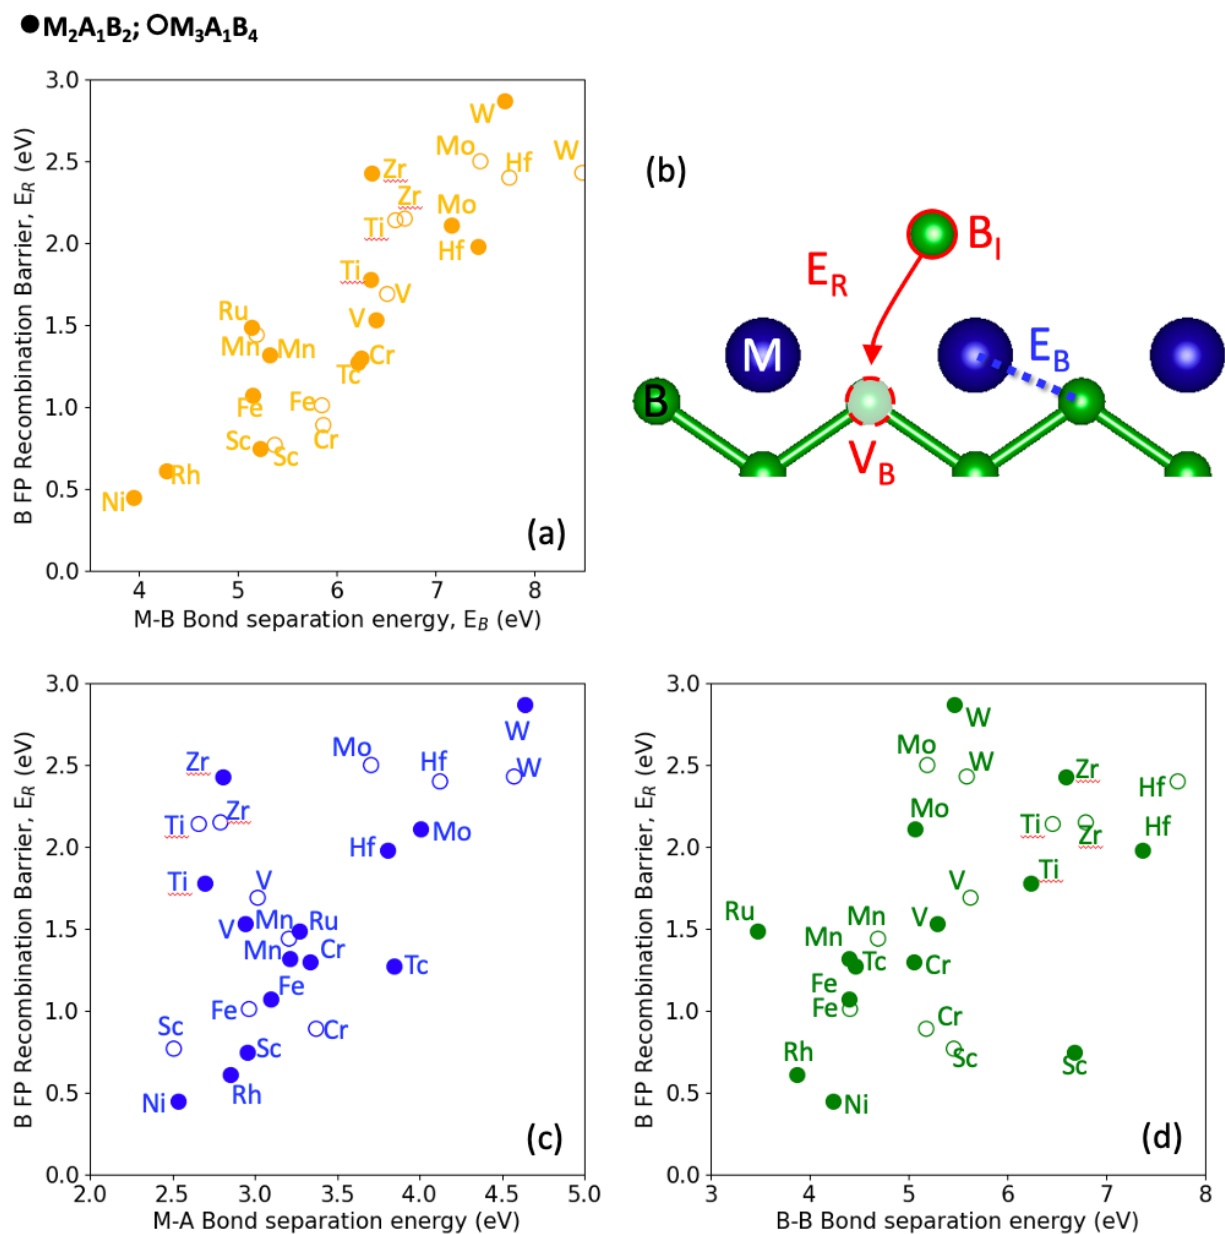 ●M₂A₁B₂; ○M₃A₁B₄
3.0
2.5
2.0
1.5
1.0
0.5
0.0
B FP Recombination Barrier, E_R (eV)
W
Mo
Hf
W
Zr
Zr
Ti
Mo
Hf
Ti
V
V
Ru
Mn
Mn
Cr
Tc
Fe
Fe
Cr
Sc
Sc
Rh
Ni
(a)
4 5 6 7 8
M-B Bond separation energy, E_B (eV)
(b)
B_I
E_R
M
E_B
B
V_B
3.0
2.5
2.0
1.5
1.0
0.5
0.0
B FP Recombination Barrier, E_R (eV)
W
Mo
Hf
W
Zr
Zr
Ti
Mo
Hf
Ti
V
V
Mn
Ru
Mn
Cr
Tc
Fe
Fe
Sc
Cr
Sc
Rh
Ni
(c)
2.0 2.5 3.0 3.5 4.0 4.5 5.0
M-A Bond separation energy (eV)
3.0
2.5
2.0
1.5
1.0
0.5
0.0
B FP Recombination Barrier, E_R (eV)
W
Mo
W
Zr
Hf
Mo
Ti
Zr
Hf
Ti
V
Ru
Mn
V
Mn
Tc
Cr
Fe
Fe
Cr
Rh
Sc
Sc
Ni
(d)
3 4 5 6 7 8
B-B Bond separation energy (eV)